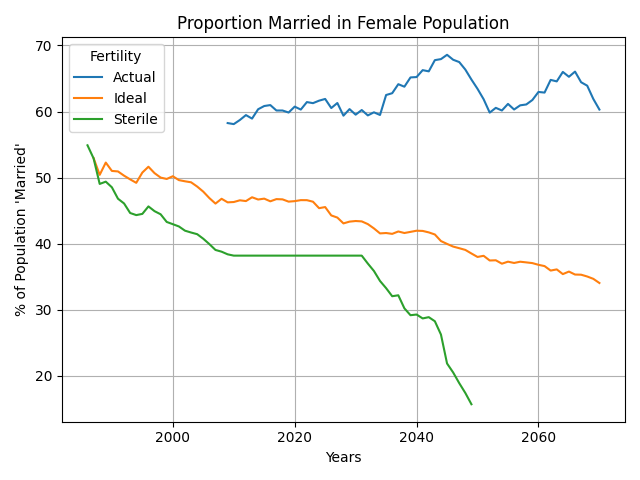 Proportion Married in Female Population
Fertility
Actual
Ideal
Sterile
% of Population 'Married'
70
60
50
40
30
20
2000
2020
2040
2060
Years